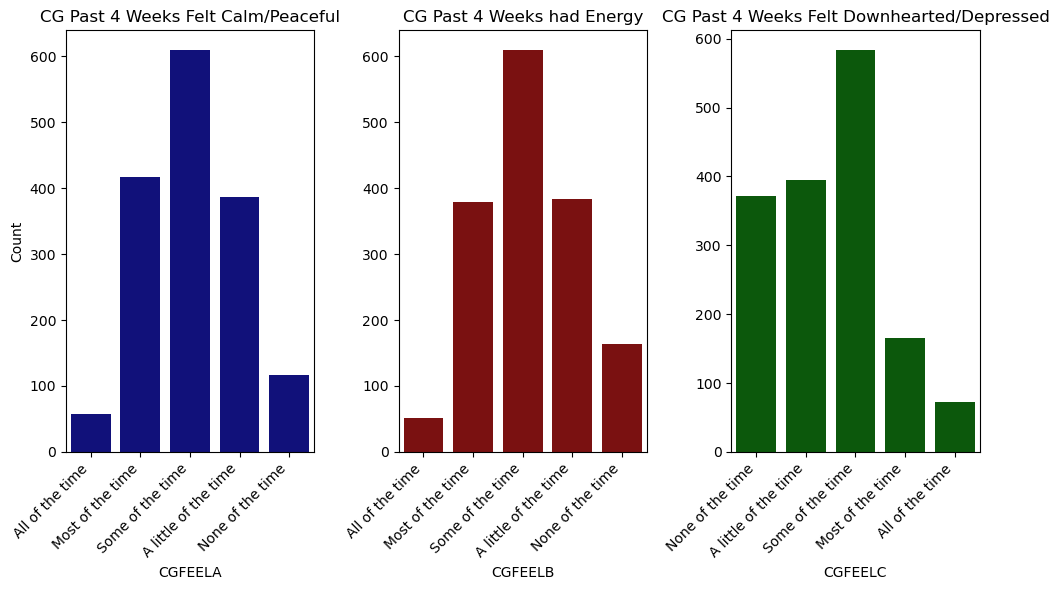 CG Past 4 Weeks Felt Calm/Peaceful
Count
600
500
400
300
200
100
0
All of the time
Most of the time
Some of the time
A little of the time
None of the time
CGFEELA
CG Past 4 Weeks had Energy
600
500
400
300
200
100
0
All of the time
Most of the time
Some of the time
A little of the time
None of the time
CGFEELB
CG Past 4 Weeks Felt Downhearted/Depressed
600
500
400
300
200
100
0
None of the time
A little of the time
Some of the time
Most of the time
All of the time
CGFEELC